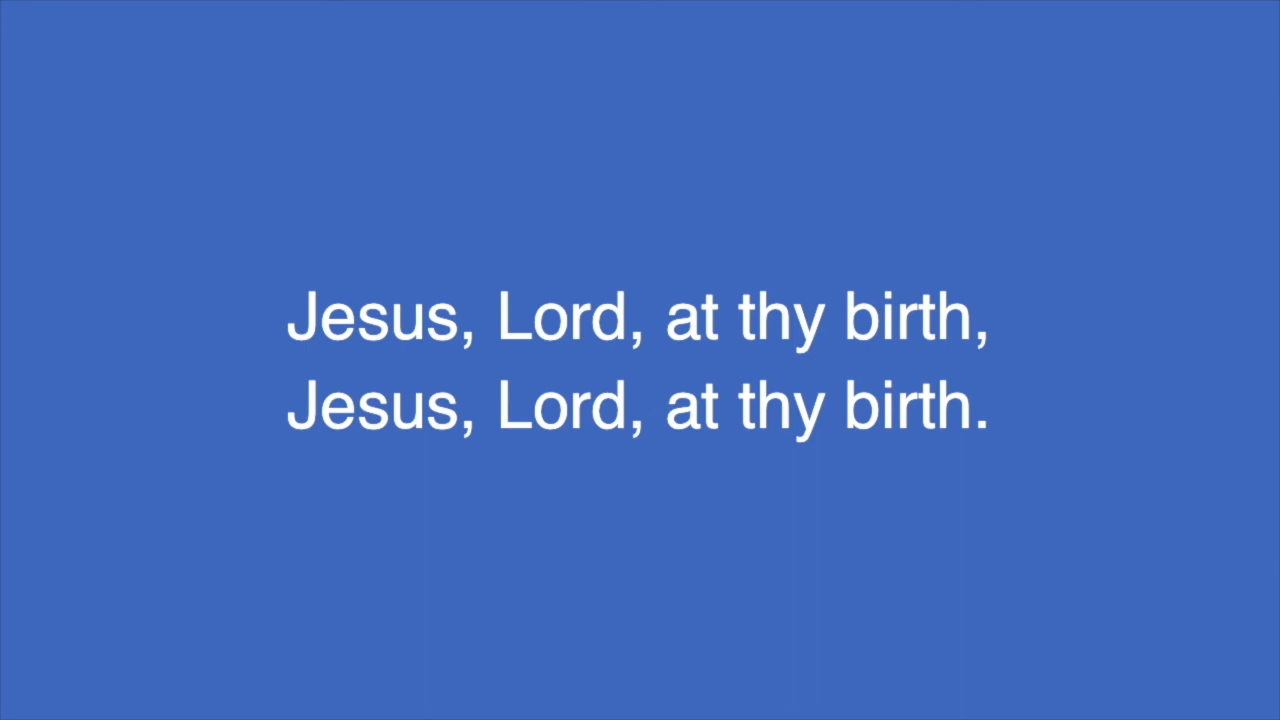 Jesus, Lord, at thy birth,
Jesus, Lord, at thy birth.